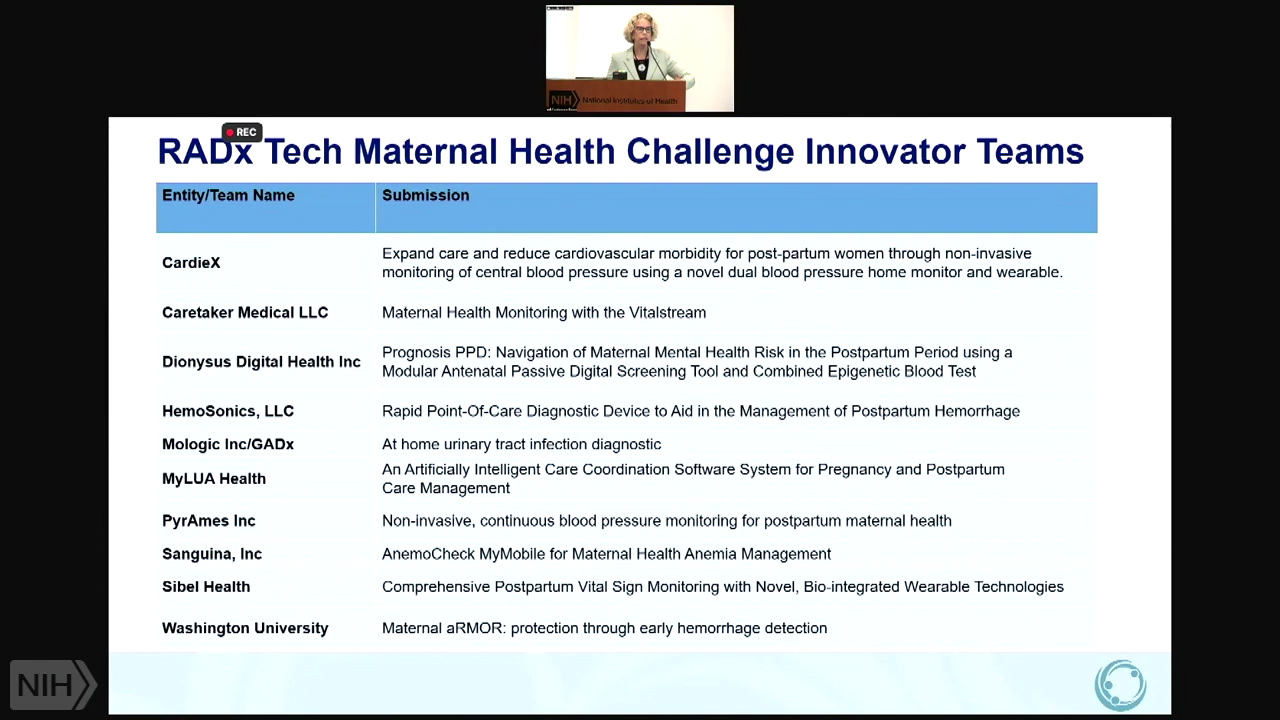 NIH
National Institutes of Health
REC
RADx Tech Maternal Health Challenge Innovator Teams
Entity/Team Name
Submission
CardieX
Expand care and reduce cardiovascular morbidity for post-partum women through non-invasive
monitoring of central blood pressure using a novel dual blood pressure home monitor and wearable.
Caretaker Medical LLC
Maternal Health Monitoring with the Vitalstream
Dionysus Digital Health Inc
Prognosis PPD: Navigation of Maternal Mental Health Risk in the Postpartum Period using a
Modular Antenatal Passive Digital Screening Tool and Combined Epigenetic Blood Test
HemoSonics, LLC
Rapid Point-Of-Care Diagnostic Device to Aid in the Management of Postpartum Hemorrhage
Mologic Inc/GADx
At home urinary tract infection diagnostic
MyLUA Health
An Artificially Intelligent Care Coordination Software System for Pregnancy and Postpartum
Care Management
PyrAmes Inc
Non-invasive, continuous blood pressure monitoring for postpartum maternal health
Sanguina, Inc
AnemoCheck MyMobile for Maternal Health Anemia Management
Sibel Health
Comprehensive Postpartum Vital Sign Monitoring with Novel, Bio-integrated Wearable Technologies
Washington University
Maternal aRMOR: protection through early hemorrhage detection
NIH